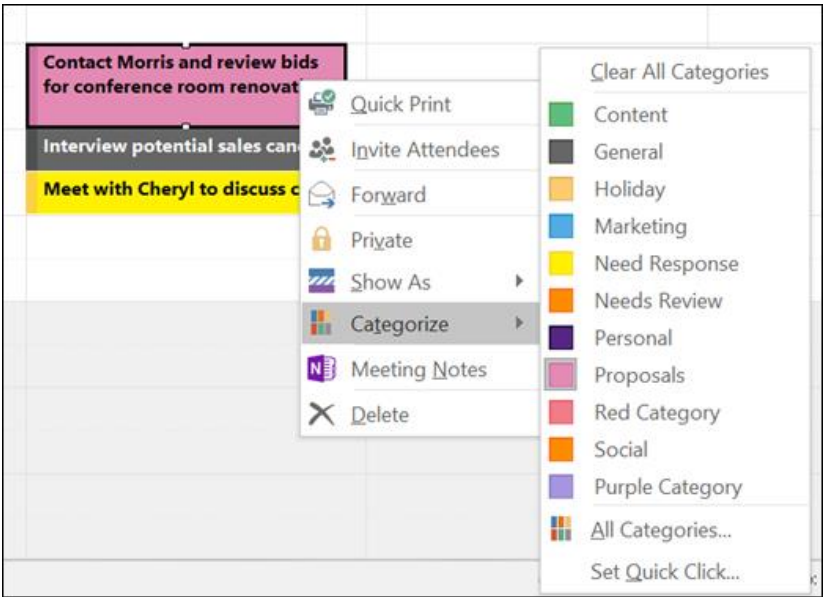 Contact Morris and review bids
for conference room renovat
Interview potential sales can
Meet with Cheryl to discuss c
Quick Print
Invite Attendees
Forward
Private
Show As
Categorize
Meeting Notes
Delete
Clear All Categories
Content
General
Holiday
Marketing
Need Response
Needs Review
Personal
Proposals
Red Category
Social
Purple Category
All Categories...
Set Quick Click...